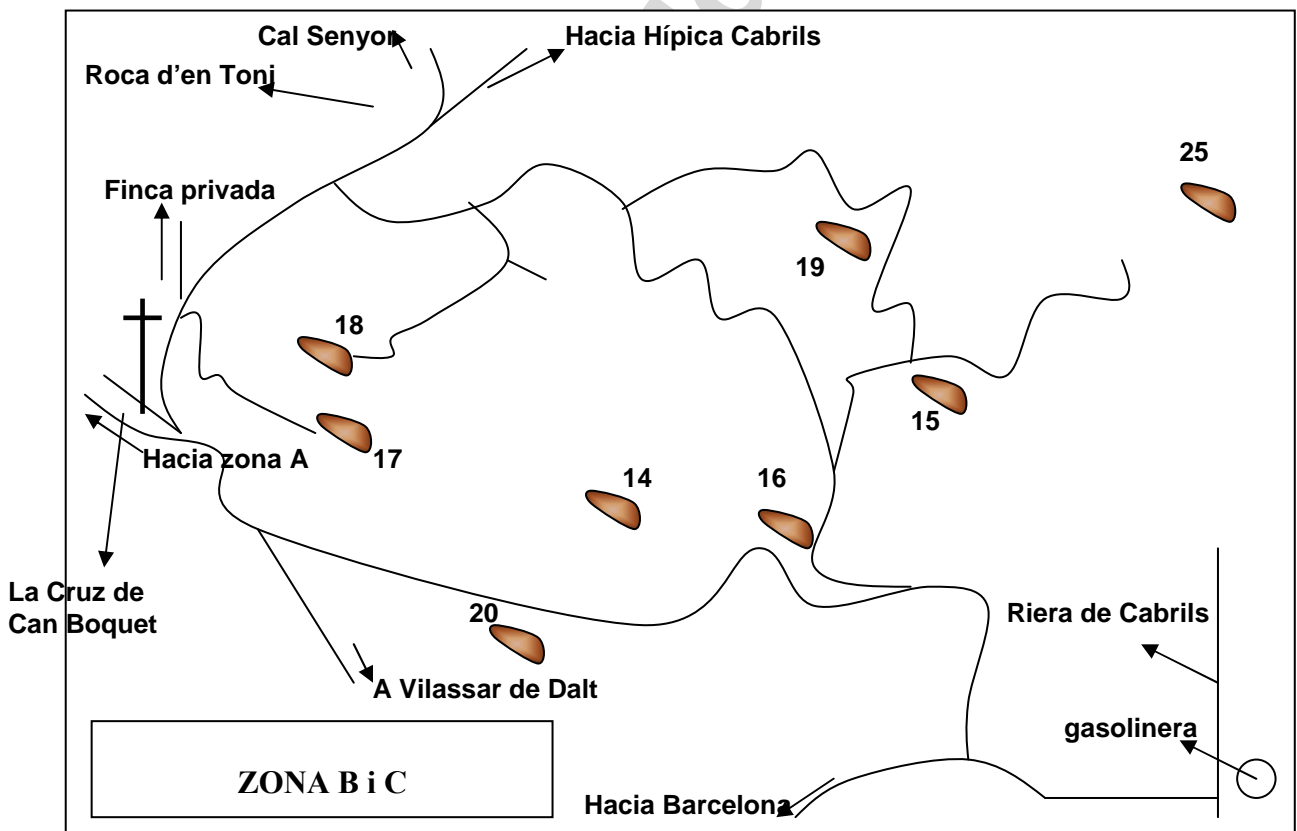 Cal Senyor
Hacia Hípica Cabrils
Roca d'en Toni
25
Finca privada
19
18
15
Hacia zona A
17
14
16
La Cruz de
Can Boquet
20
Riera de Cabrils
A Vilassar de Dalt
gasolinera
ZONA B i C
Hacia Barcelona